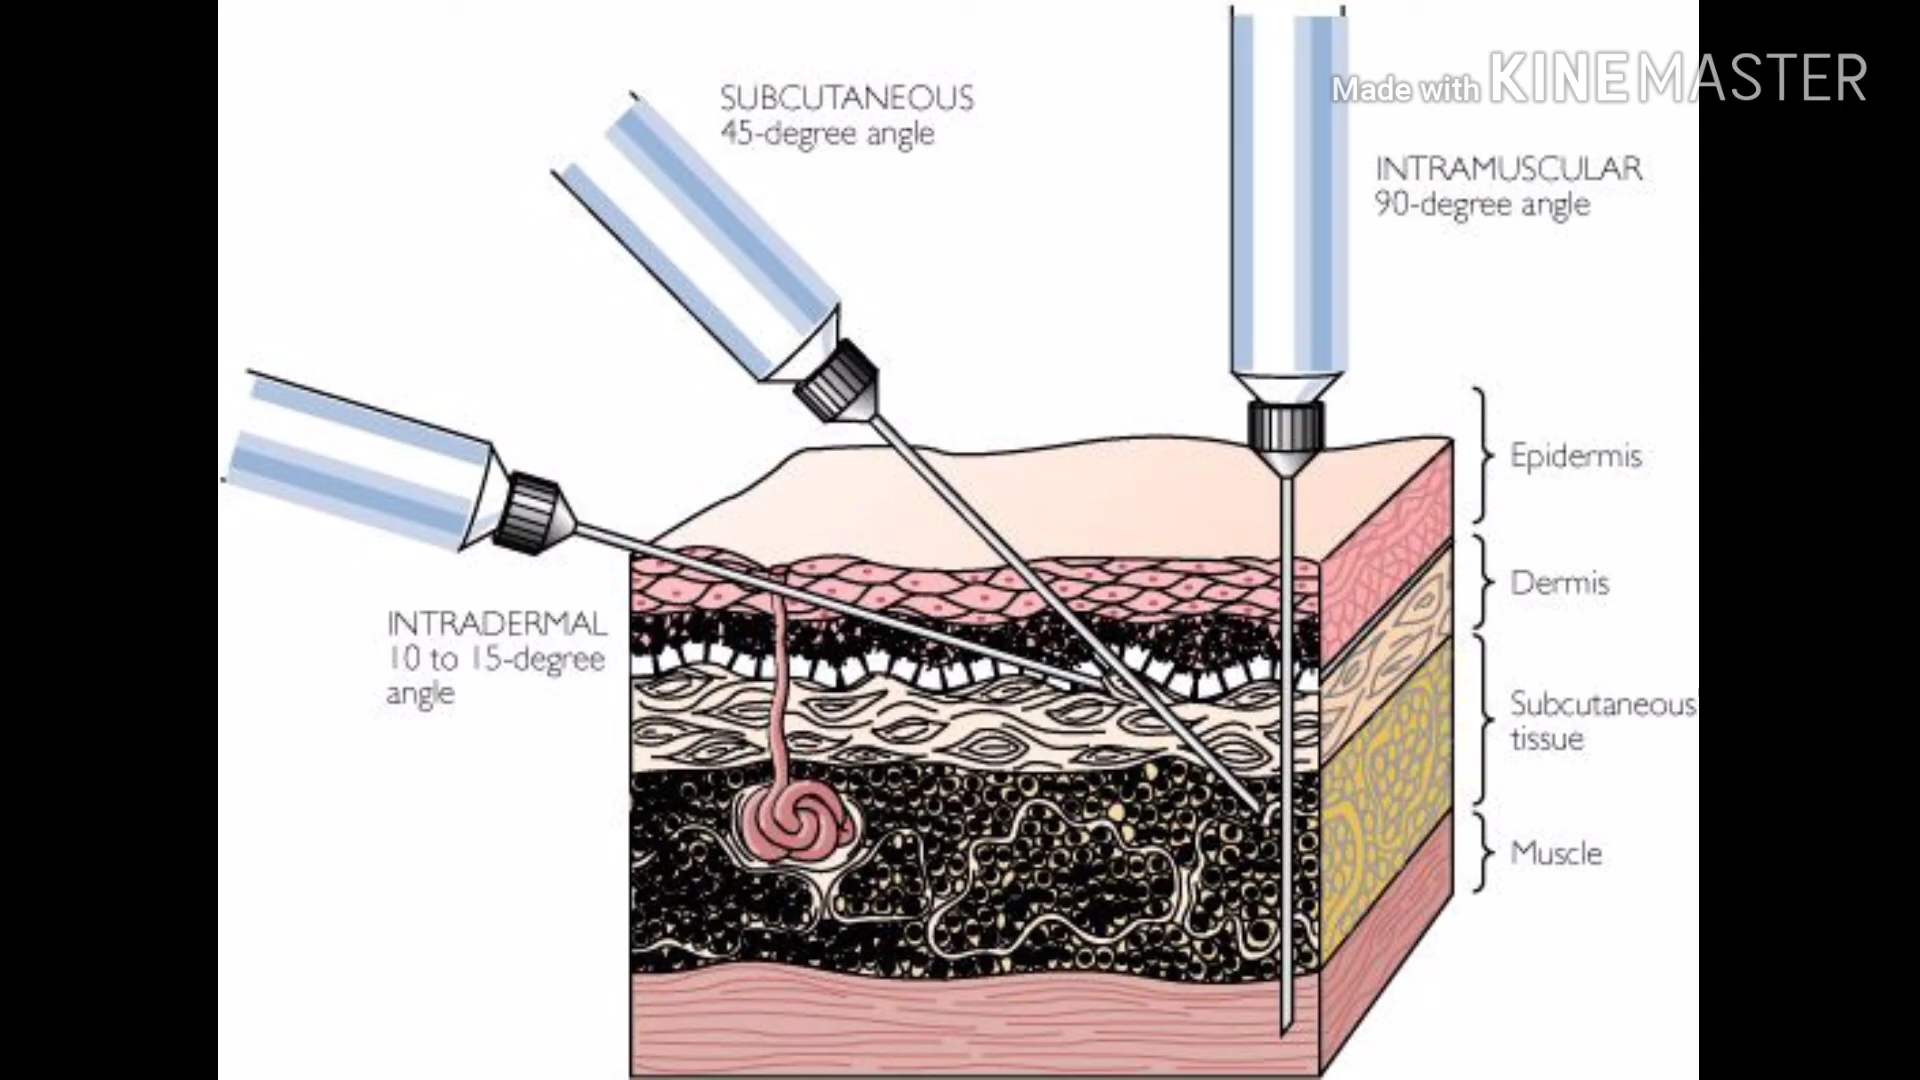 Made with KINEMASTER
SUBCUTANEOUS
45-degree angle
INTRAMUSCULAR
90-degree angle
INTRADERMAL
10 to 15-degree
angle
Epidermis
Dermis
Subcutaneous
tissue
Muscle